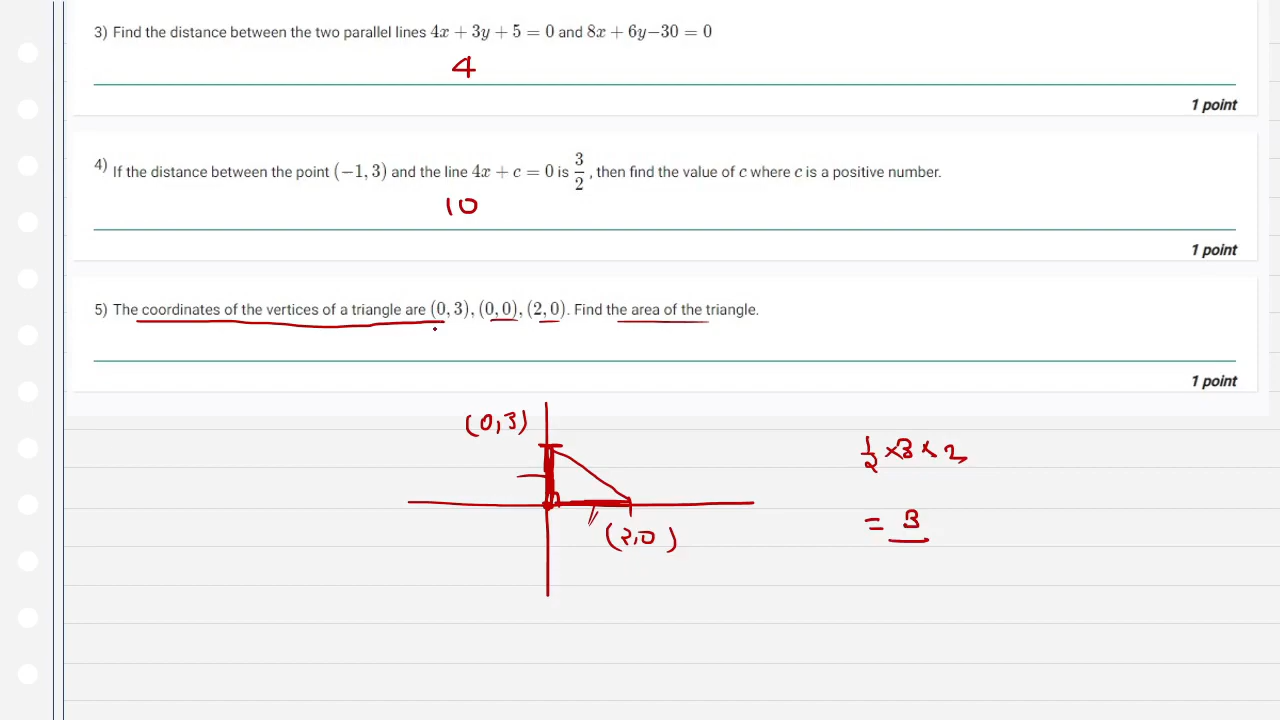 3) Find the distance between the two parallel lines 4x + 3y + 5 = 0 and 8x + 6y−30 = 0
4
1 point
4) If the distance between the point (−1, 3) and the line 4x + c = 0 is 3/2 , then find the value of c where c is a positive number.
10
1 point
5) The coordinates of the vertices of a triangle are (0, 3), (0, 0), (2, 0). Find the area of the triangle.
1 point
(0,3)
1/2 × 3 × 2
= 3
(2,0)